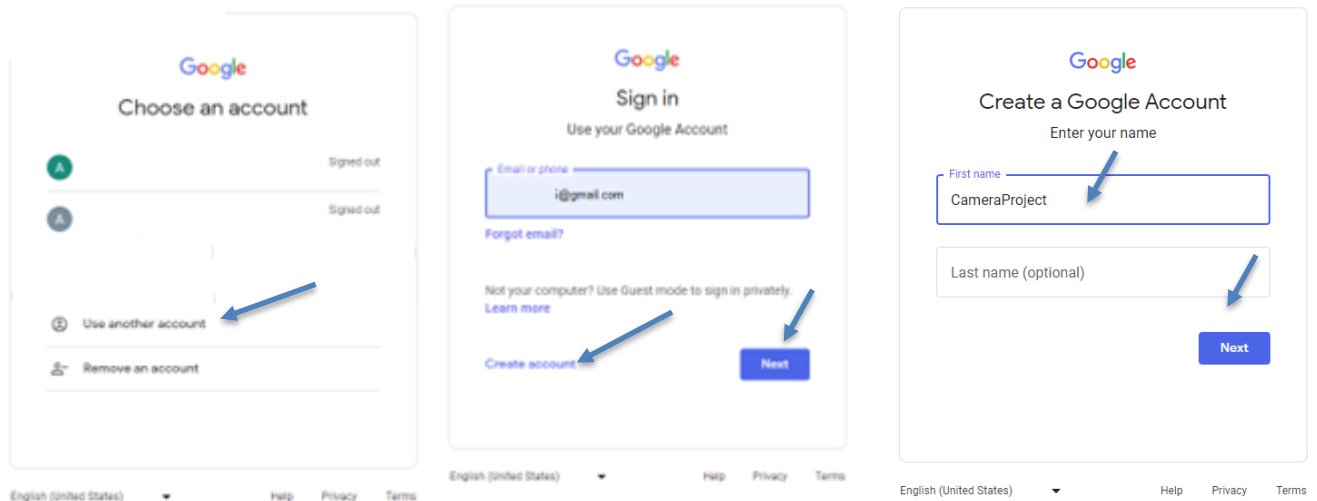 Google
Choose an account
A
Signed out
A
Signed out
Use another account
Remove an account
English (United States)
Help
Privacy
Terms
Google
Sign in
Use your Google Account
Email or phone
i@gmail.com
Forgot email?
Not your computer? Use Guest mode to sign in privately.
Learn more
Create account
Next
English (United States)
Help
Privacy
Terms
Google
Create a Google Account
Enter your name
First name
CameraProject
Last name (optional)
Next
English (United States)
Help
Privacy
Terms